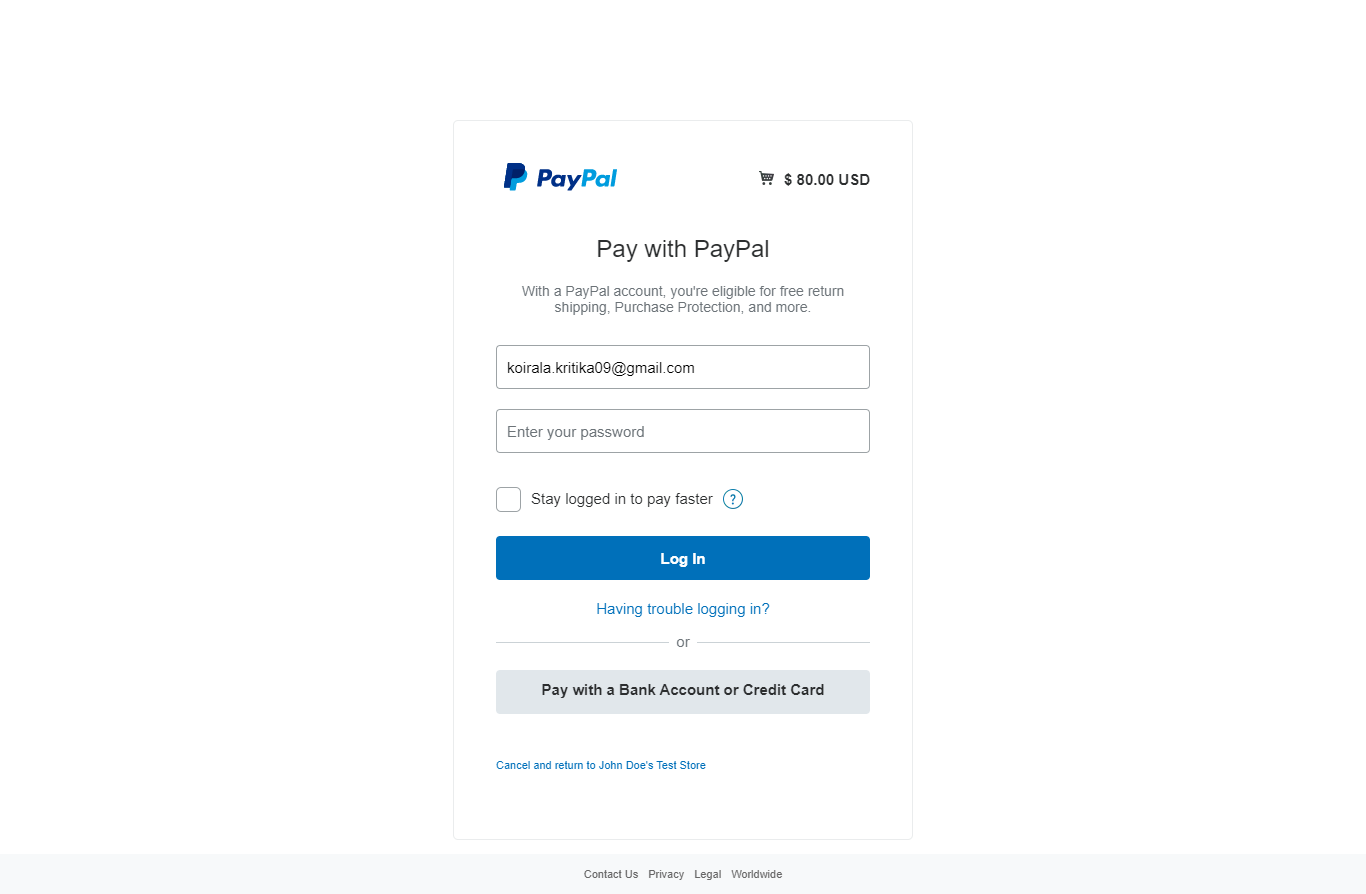 PayPal
$ 80.00 USD
Pay with PayPal
With a PayPal account, you're eligible for free return
shipping, Purchase Protection, and more.
koirala.kritika09@gmail.com
Enter your password
Stay logged in to pay faster ?
Log In
Having trouble logging in?
or
Pay with a Bank Account or Credit Card
Cancel and return to John Doe's Test Store
Contact Us Privacy Legal Worldwide